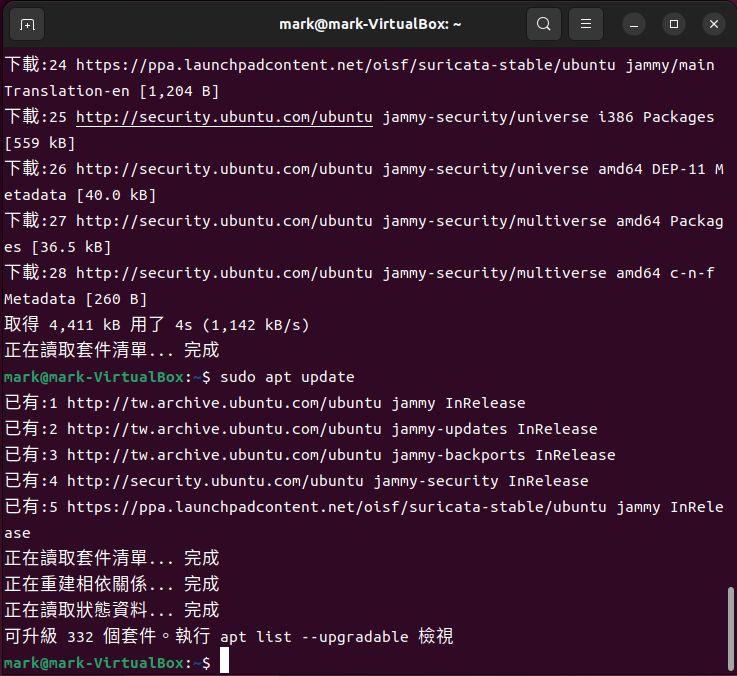 mark@mark-VirtualBox: ~
下載:24 https://ppa.launchpadcontent.net/oisf/suricata-stable/ubuntu jammy/main
Translation-en [1,204 B]
下載:25 http://security.ubuntu.com/ubuntu jammy-security/universe i386 Packages
[559 kB]
下載:26 http://security.ubuntu.com/ubuntu jammy-security/universe amd64 DEP-11 M
etadata [40.0 kB]
下載:27 http://security.ubuntu.com/ubuntu jammy-security/multiverse amd64 Packag
es [36.5 kB]
下載:28 http://security.ubuntu.com/ubuntu jammy-security/multiverse amd64 c-n-f
Metadata [260 B]
取得 4,411 kB 用了 4s (1,142 kB/s)
正在讀取套件清單... 完成
mark@mark-VirtualBox:~$ sudo apt update
已有:1 http://tw.archive.ubuntu.com/ubuntu jammy InRelease
已有:2 http://tw.archive.ubuntu.com/ubuntu jammy-updates InRelease
已有:3 http://tw.archive.ubuntu.com/ubuntu jammy-backports InRelease
已有:4 http://security.ubuntu.com/ubuntu jammy-security InRelease
已有:5 https://ppa.launchpadcontent.net/oisf/suricata-stable/ubuntu jammy InRele
ase
正在讀取套件清單... 完成
正在重建相依關係... 完成
正在讀取狀態資料... 完成
可升級 332 個套件。執行 apt list --upgradable 檢視
mark@mark-VirtualBox:~$